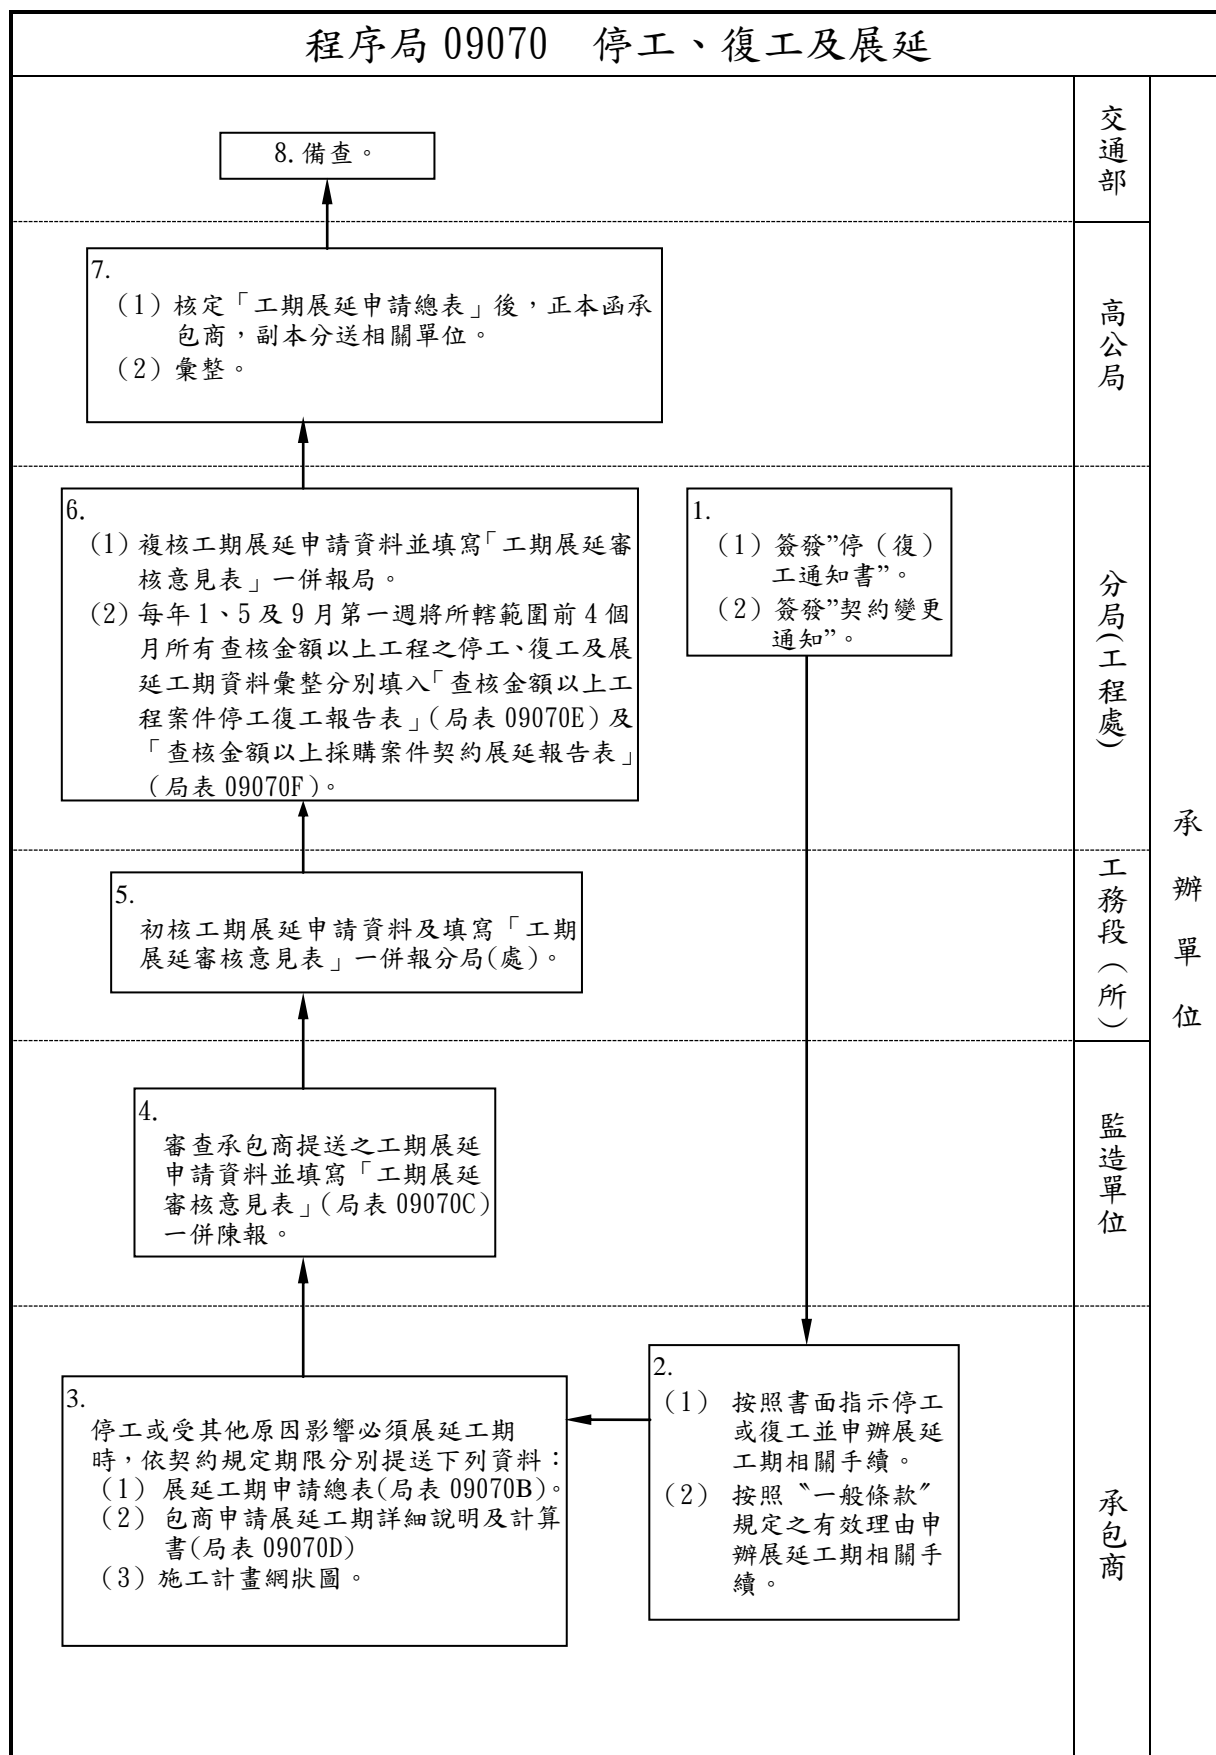 程序局 09070　停工、復工及展延
交通部
8. 備查。
高公局
7.
（1）核定「工期展延申請總表」後，正本函承
包商，副本分送相關單位。
（2）彙整。
分局(工程處)
6.
(1) 複核工期展延申請資料並填寫「工期展延審
核意見表」一併報局。
(2) 每年 1、5 及 9 月第一週將所轄範圍前 4 個
月所有查核金額以上工程之停工、復工及展
延工期資料彙整分別填入「查核金額以上工
程案件停工復工報告表」(局表 09070E）及
「查核金額以上採購案件契約展延報告表」
（局表 09070F）。
1.
（1）簽發”停（復）
工通知書”。
（2）簽發”契約變更
通知”。
承辦單位
工務段（所）
5.
初核工期展延申請資料及填寫「工期
展延審核意見表」一併報分局(處)。
監造單位
4.
審查承包商提送之工期展延
申請資料並填寫「工期展延
審核意見表」（局表 09070C）
一併陳報。
承包商
3.
停工或受其他原因影響必須展延工期
時，依契約規定期限分別提送下列資料：
（1）展延工期申請總表(局表 09070B)。
（2）包商申請展延工期詳細說明及計算
書(局表 09070D)
（3）施工計畫網狀圖。
2.
（1） 按照書面指示停工
或復工並申辦展延
工期相關手續。
（2） 按照〝一般條款〞
規定之有效理由申
辦展延工期相關手
續。